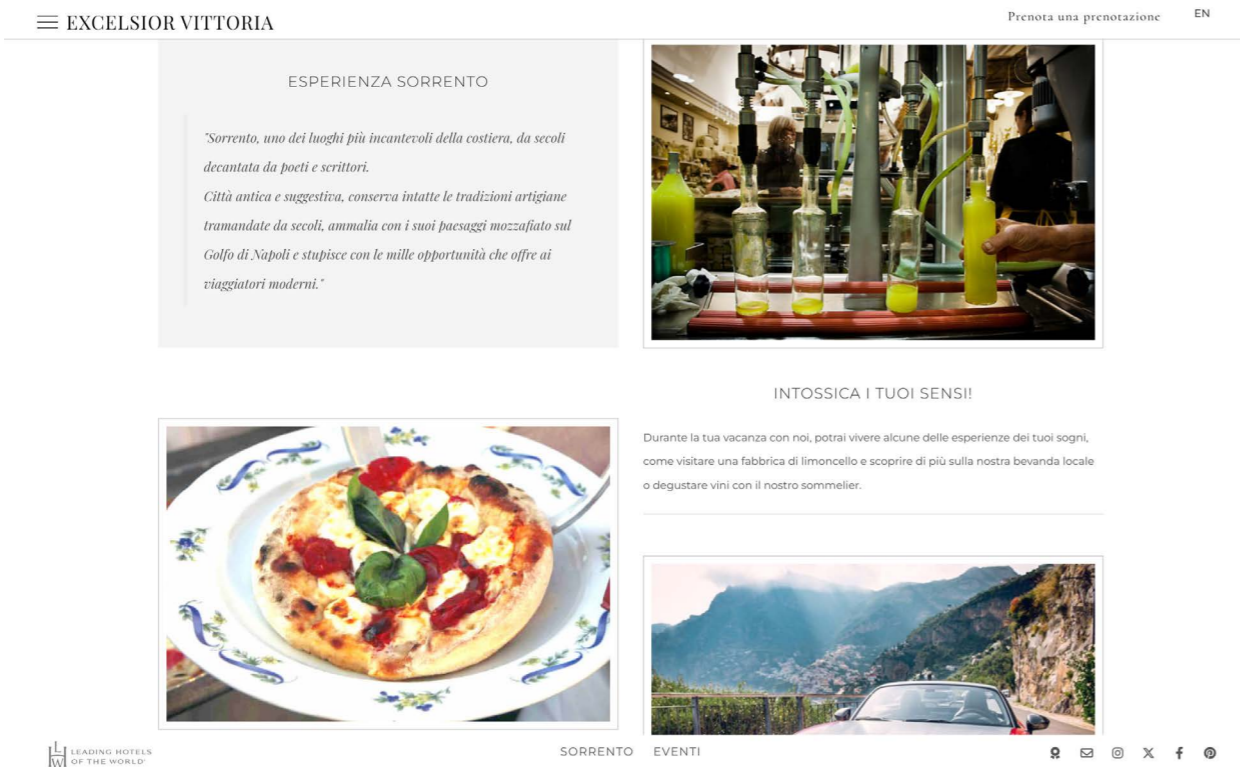 EXCELSIOR VITTORIA
Prenota una prenotazione
EN
ESPERIENZA SORRENTO
"Sorrento, uno dei luoghi più incantevoli della costiera, da secoli
decantata da poeti e scrittori.
Città antica e suggestiva, conserva intatte le tradizioni artigiane
tramandate da secoli, ammalia con i suoi paesaggi mozzafiato sul
Golfo di Napoli e stupisce con le mille opportunità che offre ai
viaggiatori moderni."
INTOSSICA I TUOI SENSI!
Durante la tua vacanza con noi, potrai vivere alcune delle esperienze dei tuoi sogni,
come visitare una fabbrica di limoncello e scoprire di più sulla nostra bevanda locale
o degustare vini con il nostro sommelier.
LHW
LEADING HOTELS
OF THE WORLD
SORRENTO
EVENTI